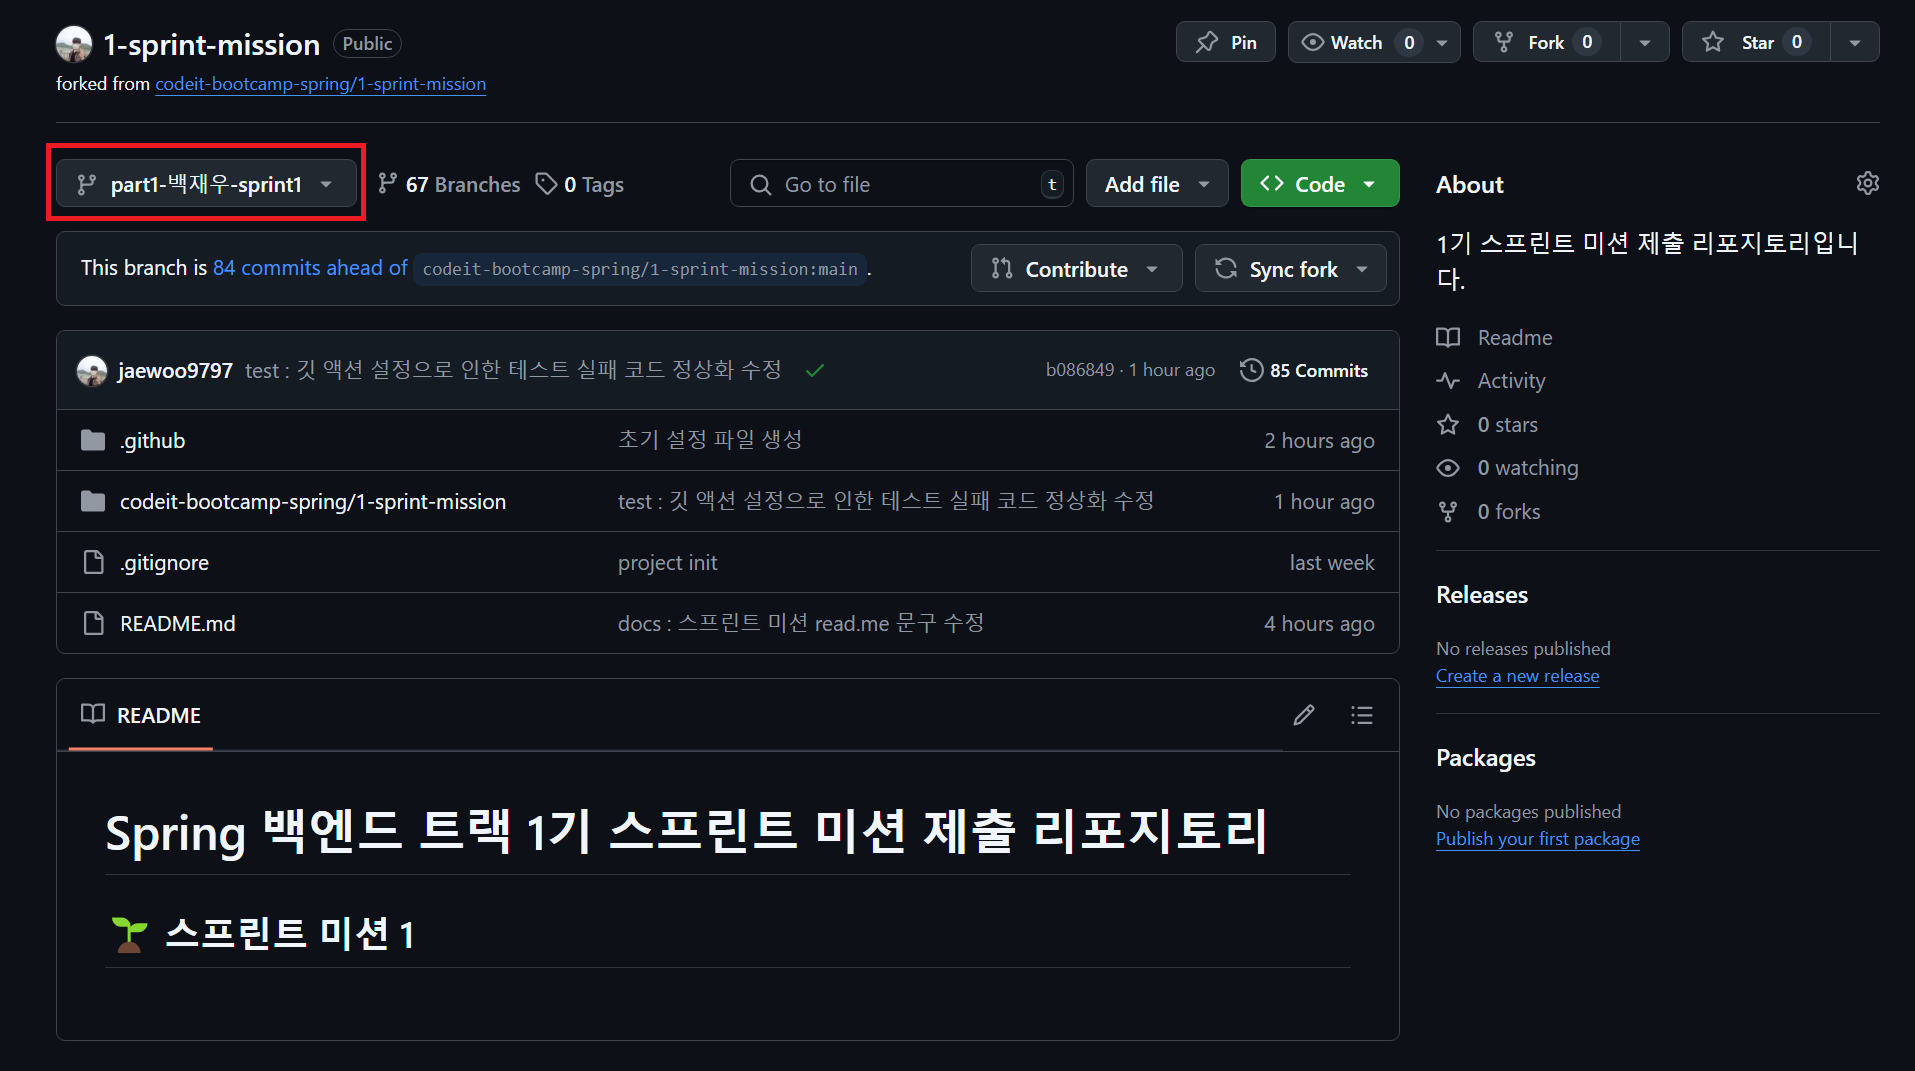 1-sprint-mission Public
Pin
Watch 0
Fork 0
Star 0
forked from codeit-bootcamp-spring/1-sprint-mission
part1-백재우-sprint1
67 Branches
0 Tags
Go to file
t
Add file
Code
This branch is 84 commits ahead of codeit-bootcamp-spring/1-sprint-mission:main .
Contribute
Sync fork
jaewoo9797 test : 깃 액션 설정으로 인한 테스트 실패 코드 정상화 수정
b086849 · 1 hour ago
85 Commits
.github 초기 설정 파일 생성 2 hours ago
codeit-bootcamp-spring/1-sprint-mission test : 깃 액션 설정으로 인한 테스트 실패 코드 정상화 수정 1 hour ago
.gitignore project init last week
README.md docs : 스프린트 미션 read.me 문구 수정 4 hours ago
README
Spring 백엔드 트랙 1기 스프린트 미션 제출 리포지토리
스프린트 미션 1
About
1기 스프린트 미션 제출 리포지토리입니
다.
Readme
Activity
0 stars
0 watching
0 forks
Releases
No releases published
Create a new release
Packages
No packages published
Publish your first package